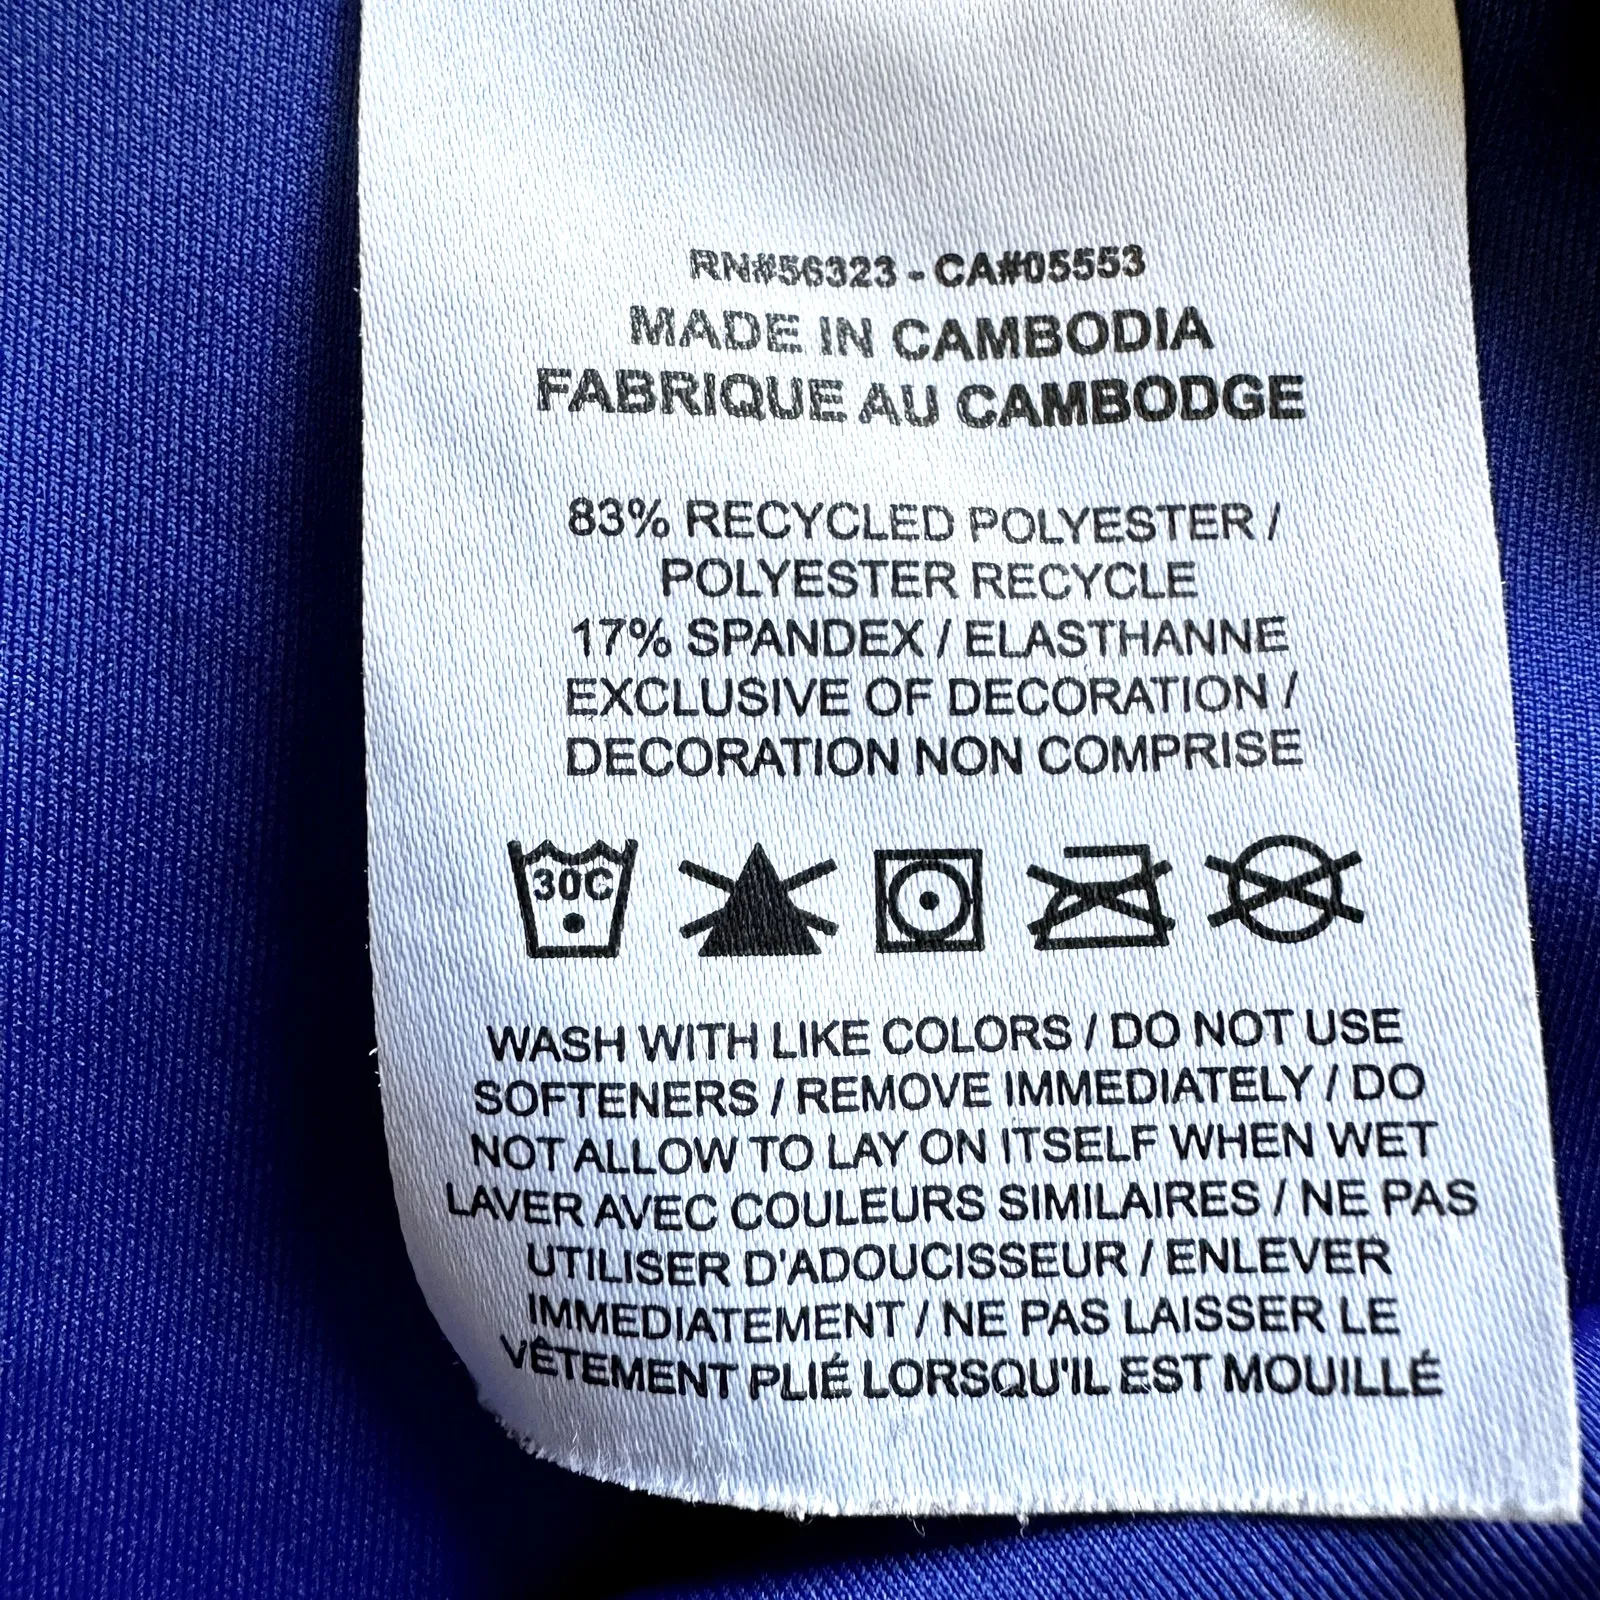 RN#56323 - CA#05553
MADE IN CAMBODIA
FABRIQUE AU CAMBODGE
83% RECYCLED POLYESTER /
POLYESTER RECYCLE
17% SPANDEX / ELASTHANNE
EXCLUSIVE OF DECORATION /
DECORATION NON COMPRISE
30C
WASH WITH LIKE COLORS / DO NOT USE
SOFTENERS / REMOVE IMMEDIATELY / DO
NOT ALLOW TO LAY ON ITSELF WHEN WET
LAVER AVEC COULEURS SIMILAIRES / NE PAS
UTILISER D'ADOUCISSEUR / ENLEVER
IMMEDIATEMENT / NE PAS LAISSER LE
VÊTEMENT PLIÉ LORSQU'IL EST MOUILLÉ